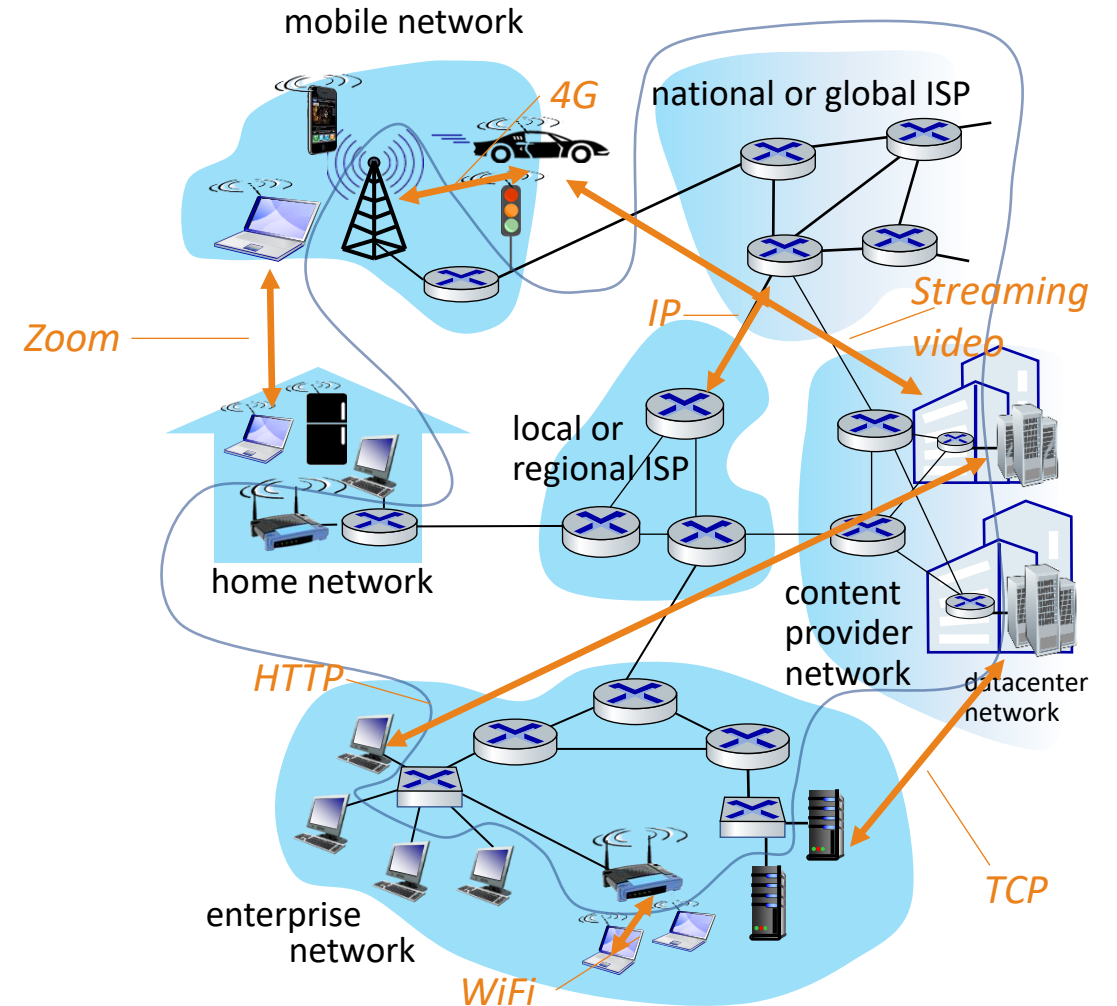 mobile network
4G
national or global ISP
IP
Streaming
video
Zoom
local or
regional ISP
home network
content
provider
network
HTTP
datacenter
network
TCP
enterprise
network
WiFi